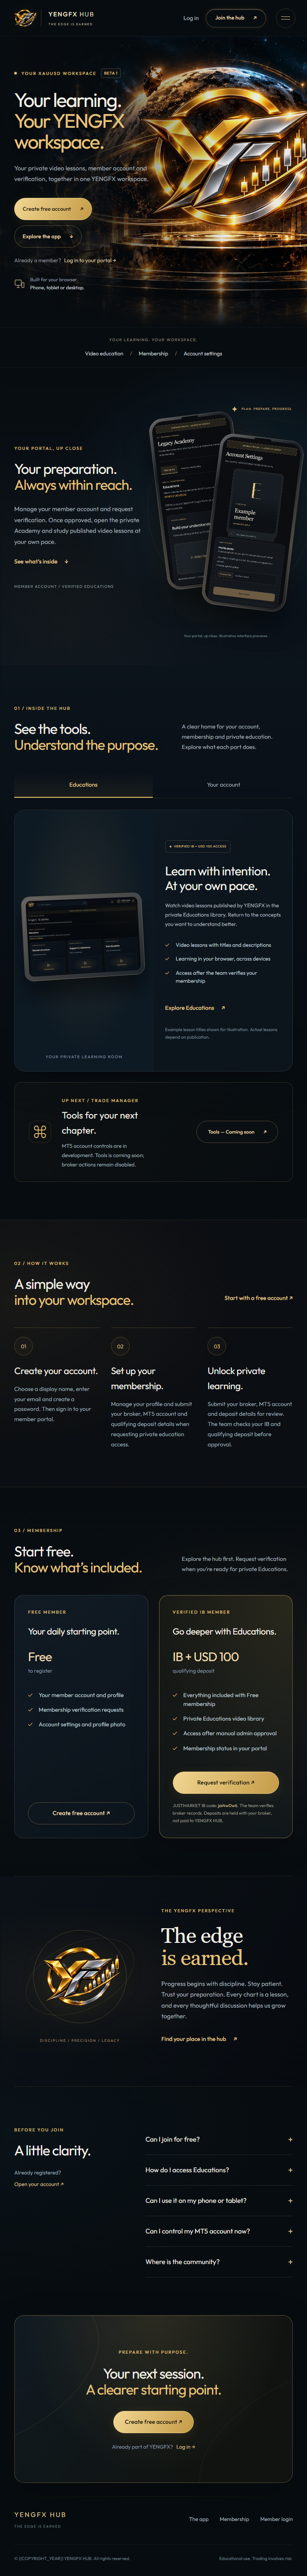 YENGFX HUB
THE EDGE IS EARNED
Log in
Join the hub ↗
YOUR XAUUSD WORKSPACE
BETA 1
Your learning.
Your YENGFX
workspace.
Your private video lessons, member account and
verification, together in one YENGFX workspace.
Create free account ↗
Explore the app ↓
Already a member? Log in to your portal →
Built for your browser.
Phone, tablet or desktop.
YOUR LEARNING, YOUR WORKSPACE.
Video education / Membership / Account settings
PLAN. PREPARE. PROGRESS.
YOUR PORTAL, UP CLOSE
Your preparation.
Always within reach.
Manage your member account and request
verification. Once approved, open the private
Academy and study published video lessons at
your own pace.
See what's inside ↓
MEMBER ACCOUNT / VERIFIED EDUCATIONS
Legacy Academy
Educations
Account Settings
Example
member
Your portal, up close. Illustrative interface previews.
01 / INSIDE THE HUB
See the tools.
Understand the purpose.
A clear home for your account,
membership and private education.
Explore what each part does.
Educations
Your account
VERIFIED IB + USD 100 ACCESS
Learn with intention.
At your own pace.
Watch video lessons published by YENGFX in the
private Educations library. Return to the concepts
you want to understand better.
Video lessons with titles and descriptions
Learning in your browser, across devices
Access after the team verifies your
membership
Explore Educations ↗
Example lesson titles shown for illustration. Actual lessons
depend on publication.
YOUR PRIVATE LEARNING ROOM
UP NEXT / TRADE MANAGER
Tools for your next
chapter.
MT5 account controls are in
development. Tools is coming soon;
broker actions remain disabled.
Tools — Coming soon ↗
02 / HOW IT WORKS
A simple way
into your workspace.
Start with a free account ↗
01
Create your account.
Choose a display name, enter
your email and create a
password. Then sign in to your
member portal.
02
Set up your
membership.
Manage your profile and submit
your broker, MT5 account and
qualifying deposit details when
requesting private education
access.
03
Unlock private
learning.
Submit your broker, MT5 account
and deposit details for review.
The team checks your IB and
qualifying deposit before
approval.
03 / MEMBERSHIP
Start free.
Know what's included.
Explore the hub first. Request verification
when you're ready for private Educations.
FREE MEMBER
Your daily starting point.
Free
to register
Your member account and profile
Membership verification requests
Account settings and profile photo
Create free account ↗
VERIFIED IB MEMBER
Go deeper with Educations.
IB + USD 100
qualifying deposit
Everything included with Free
membership
Private Educations video library
Access after manual admin approval
Membership status in your portal
Request verification ↗
broker records. Deposits are held with your broker,
not paid to YENGFX HUB.
THE YENGFX PERSPECTIVE
The edge
is earned.
Progress begins with discipline. Stay patient.
Trust your preparation. Every chart is a lesson,
and every thoughtful discussion helps us grow
together.
Find your place in the hub ↗
DISCIPLINE / PRECISION / LEGACY
BEFORE YOU JOIN
A little clarity.
Already registered?
Open your account ↗
Can I join for free? +
How do I access Educations? +
Can I use it on my phone or tablet? +
Can I control my MT5 account now? +
Where is the community? +
PREPARE WITH PURPOSE.
Your next session.
A clearer starting point.
Create free account ↗
Already part of YENGFX? Log in →
YENGFX HUB
THE EDGE IS EARNED
The app
Membership
Member login
© {{COPYRIGHT_YEAR}} YENGFX HUB. All rights reserved.
Educational use. Trading involves risk.